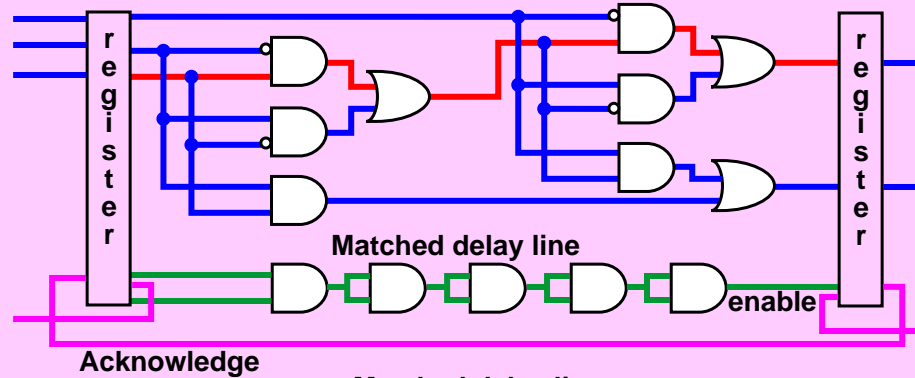 register
register
Matched delay line
enable
Acknowledge